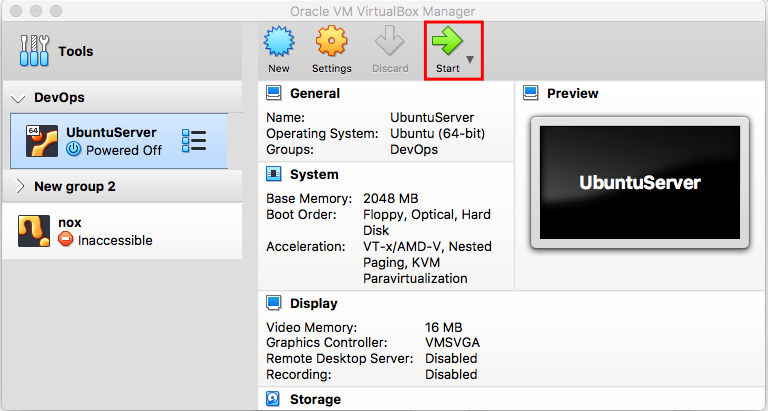 Oracle VM VirtualBox Manager
Tools
New
Settings
Discard
Start
DevOps
64
UbuntuServer
Powered Off
New group 2
nox
Inaccessible
General
Name: UbuntuServer
Operating System: Ubuntu (64-bit)
Groups: DevOps
Preview
UbuntuServer
System
Base Memory: 2048 MB
Boot Order: Floppy, Optical, Hard
Disk
Acceleration: VT-x/AMD-V, Nested
Paging, KVM
Paravirtualization
Display
Video Memory: 16 MB
Graphics Controller: VMSVGA
Remote Desktop Server: Disabled
Recording: Disabled
Storage